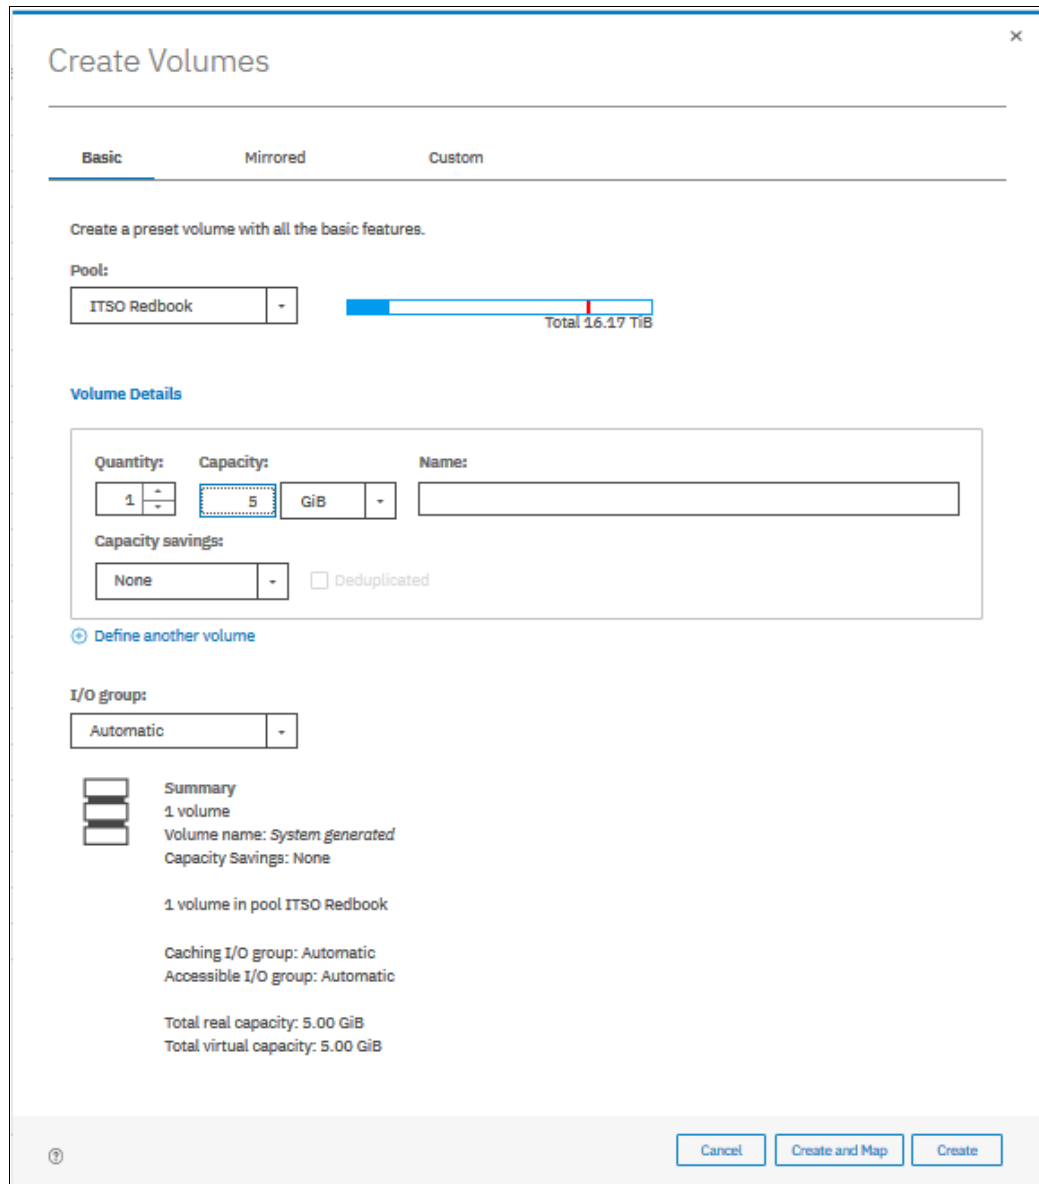 Create Volumes
Basic Mirrored Custom
Create a preset volume with all the basic features.
Pool:
ITSO Redbook
Total 16.17 TiB
Volume Details
Quantity: Capacity: Name:
1 5 GiB
Capacity savings:
None Deduplicated
Define another volume
I/O group:
Automatic
Summary
1 volume
Volume name: System generated
Capacity Savings: None
1 volume in pool ITSO Redbook
Caching I/O group: Automatic
Accessible I/O group: Automatic
Total real capacity: 5.00 GiB
Total virtual capacity: 5.00 GiB
? Cancel Create and Map Create